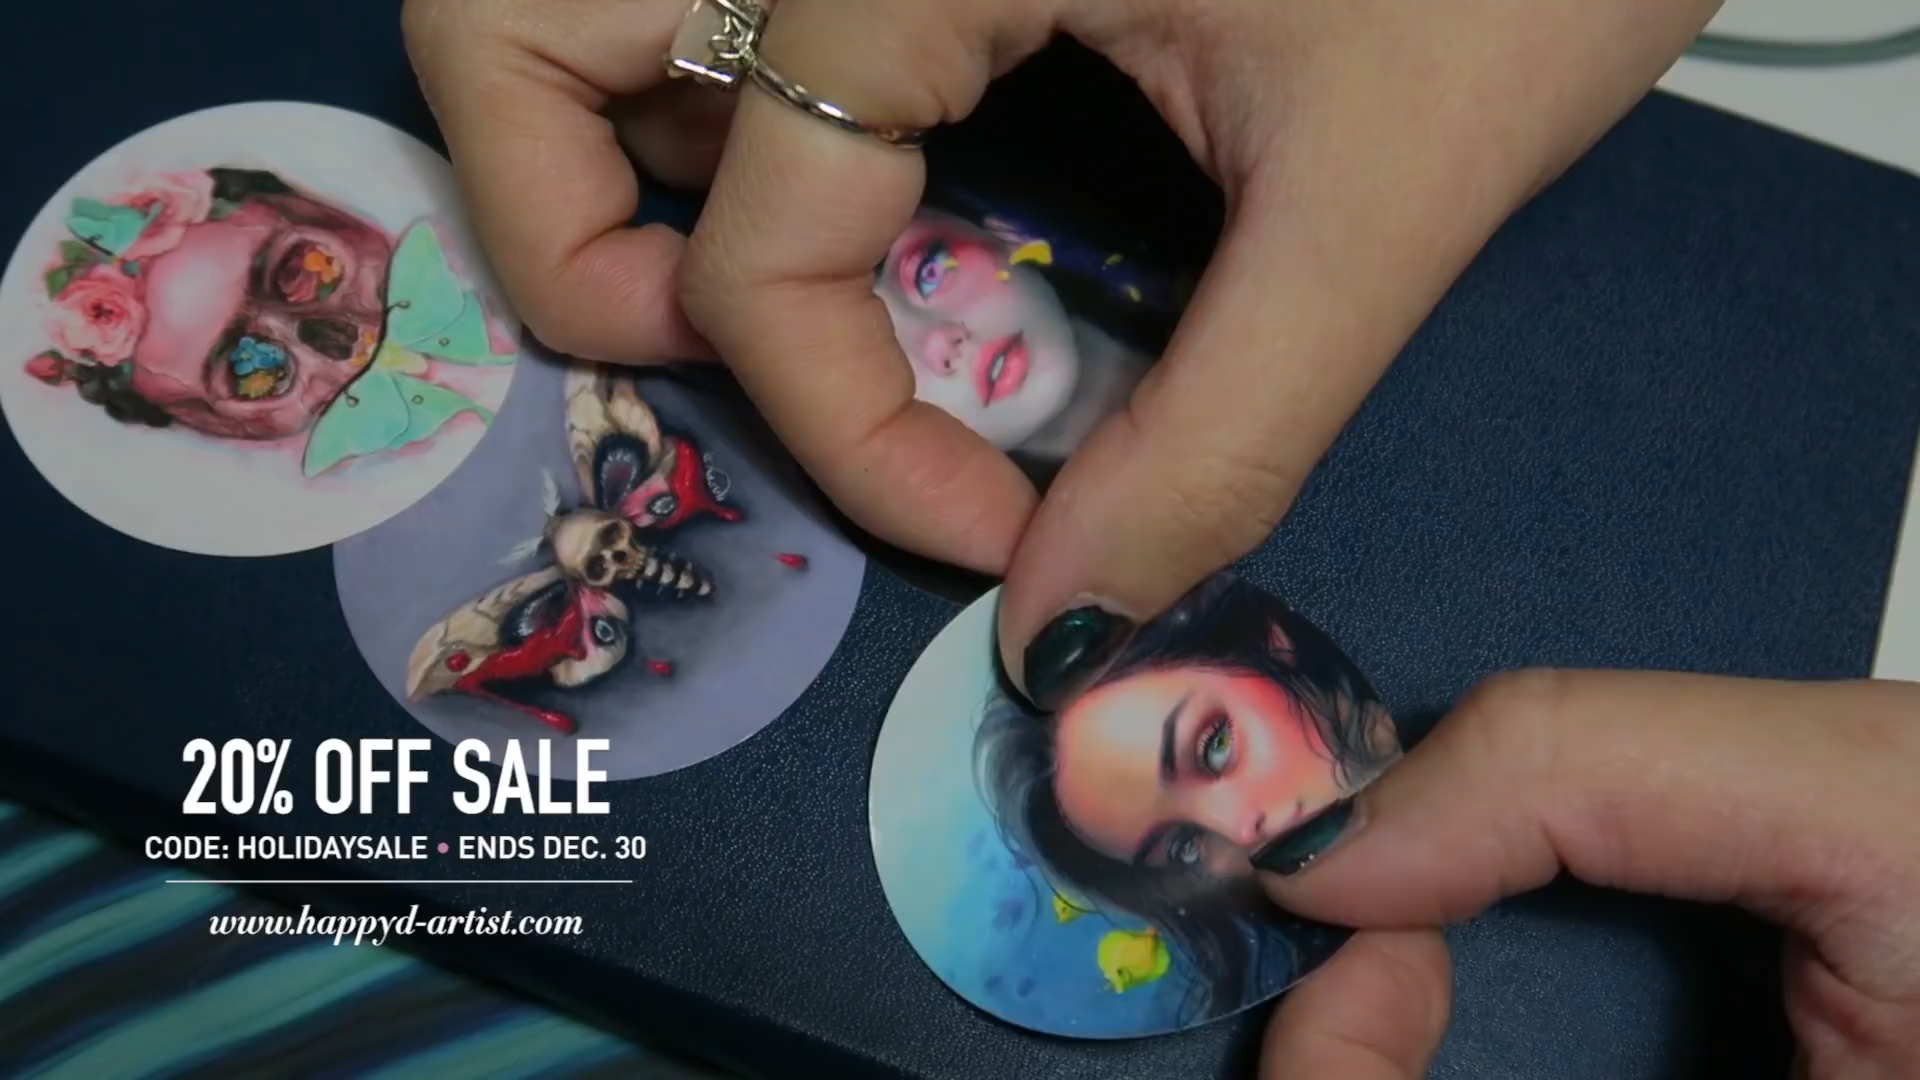 20% OFF SALE
CODE: HOLIDAYSALE • ENDS DEC. 30
www.happyd-artist.com